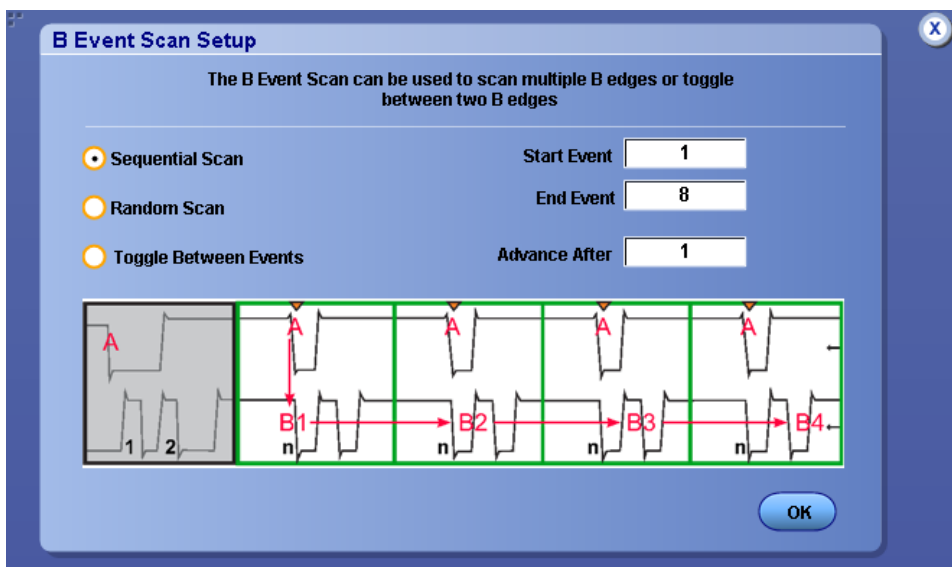 B Event Scan Setup
X
The B Event Scan can be used to scan multiple B edges or toggle
between two B edges
Sequential Scan
Start Event 1
Random Scan
End Event 8
Toggle Between Events
Advance After 1
A A A A A
B1 B2 B3 B4
1 2 n n n n
OK